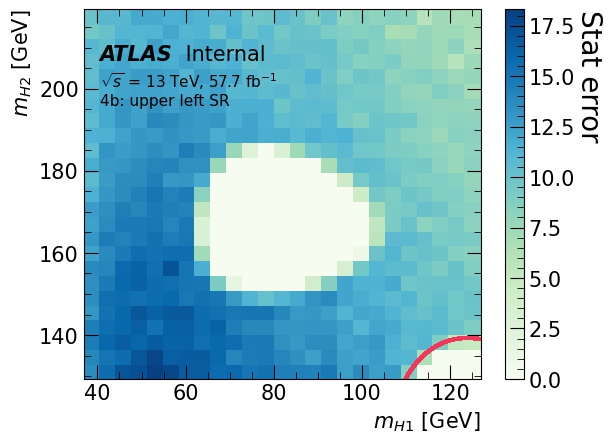 ATLAS Internal
√s = 13 TeV, 57.7 fb⁻¹
4b: upper left SR
m_H2 [GeV]
200
180
160
140
40 60 80 100 120
m_H1 [GeV]
17.5
15.0
12.5
10.0
7.5
5.0
2.5
0.0
Stat error